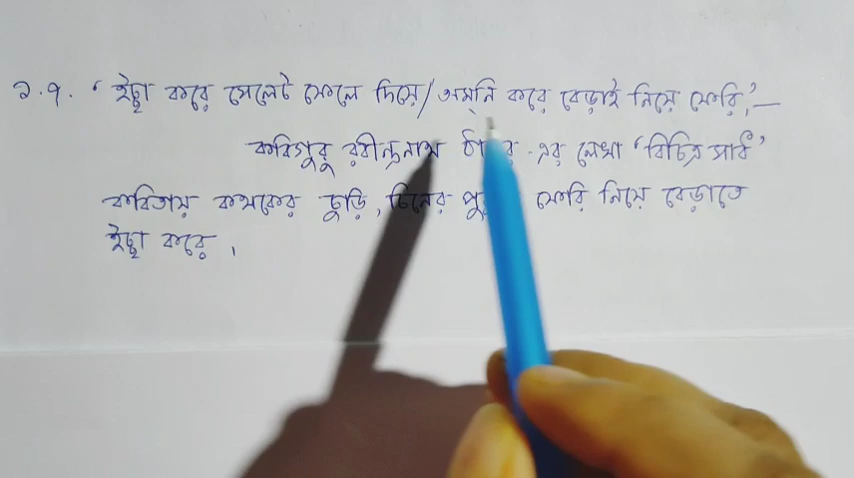 ২.৭. 'ইচ্ছা করে সেলেট ফেলে দিয়ে/অমনি করে বেড়াই নিয়ে ফেরি,'—
কবিগুরু রবীন্দ্রনাথ -এর লেখা 'বিচিত্র সাধ'
কবিতায় কথকের চুড়ি, চিনের ফেরি নিয়ে বেড়াতে
ইচ্ছা করে।